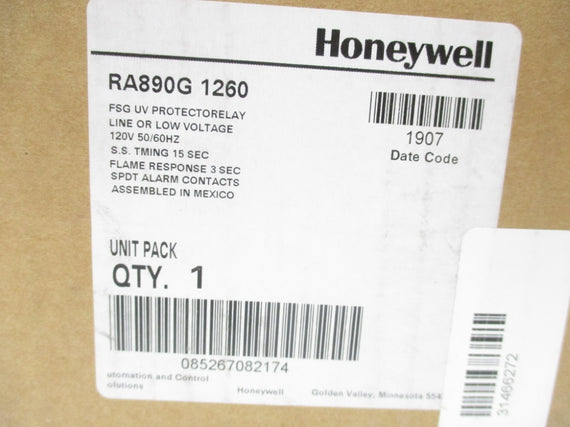 Honeywell
RA890G 1260
FSG UV PROTECTORELAY
LINE OR LOW VOLTAGE
120V 50/60HZ
S.S. TMING 15 SEC
FLAME RESPONSE 3 SEC
SPDT ALARM CONTACTS
ASSEMBLED IN MEXICO
1907
Date Code
UNIT PACK
QTY. 1
085267082174
utomation and Control
olutions Honeywell Golden Valley, Minnesota 554
31466272